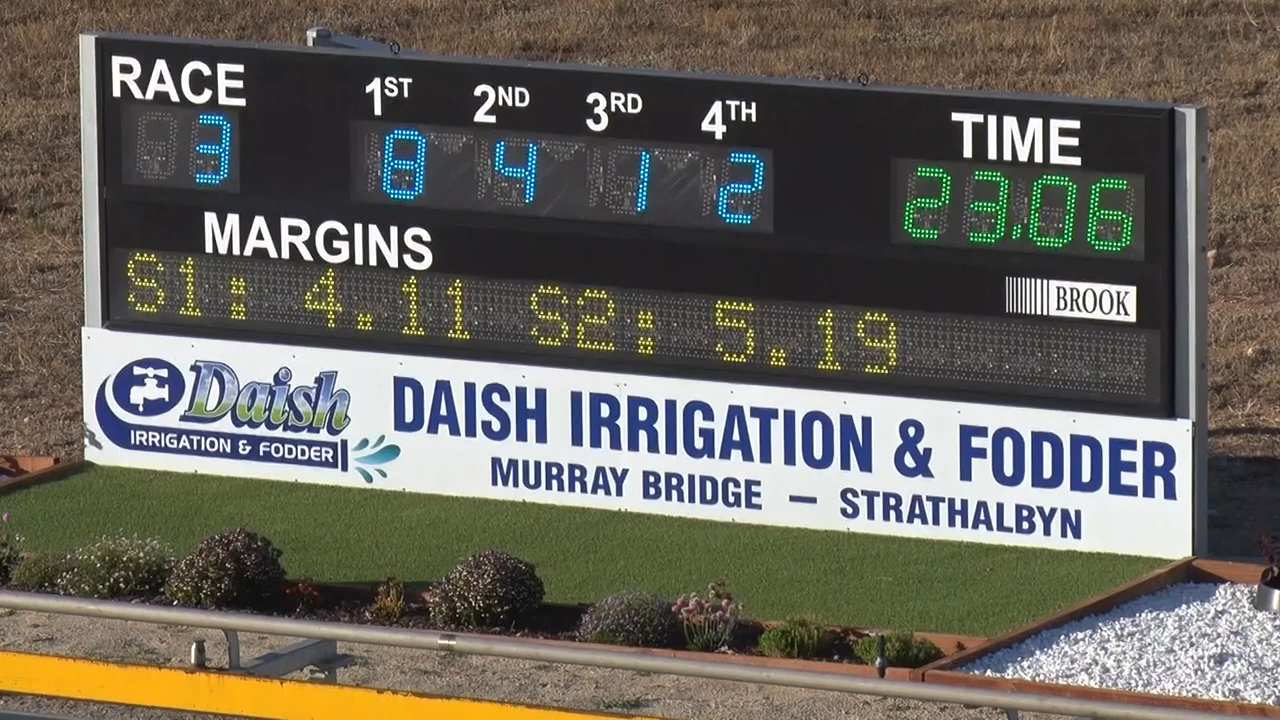 RACE 1ST 2ND 3RD 4TH TIME
3 8 4 1 2 23.06
MARGINS
BROOK
S1: 4.11 S2: 5.19
Daish
IRRIGATION & FODDER
DAISH IRRIGATION & FODDER
MURRAY BRIDGE – STRATHALBYN